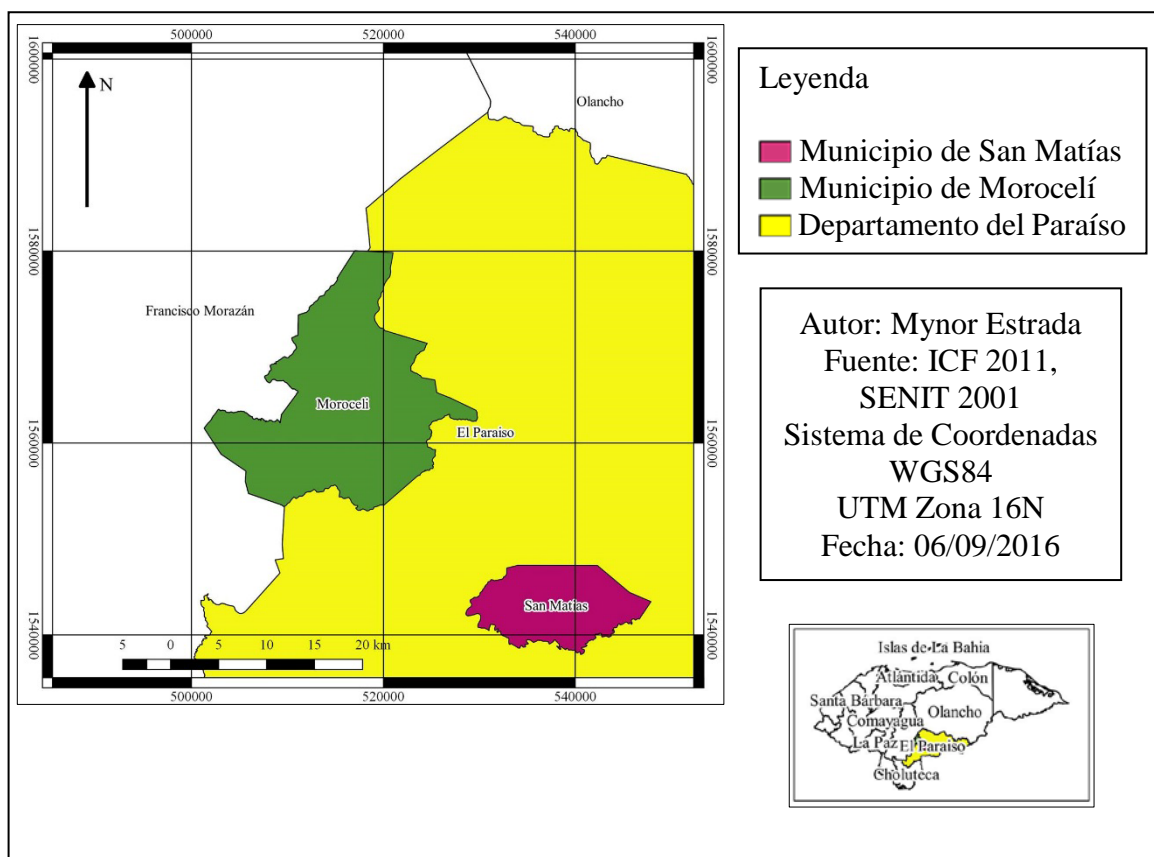 500000
520000
540000
1600000
1600000
N
Olancho
1580000
1580000
Francisco Morazán
Moroceli
El Paraiso
1560000
1560000
San Matías
1540000
1540000
5 0 5 10 15 20 km
500000
520000
540000
Leyenda
Municipio de San Matías
Municipio de Morocelí
Departamento del Paraíso
Autor: Mynor Estrada
Fuente: ICF 2011,
SENIT 2001
Sistema de Coordenadas
WGS84
UTM Zona 16N
Fecha: 06/09/2016
Islas de La Bahia
Atlántida Colón
Santa Bárbara
Olancho
Comayagua
La Paz El Paraiso
Choluteca